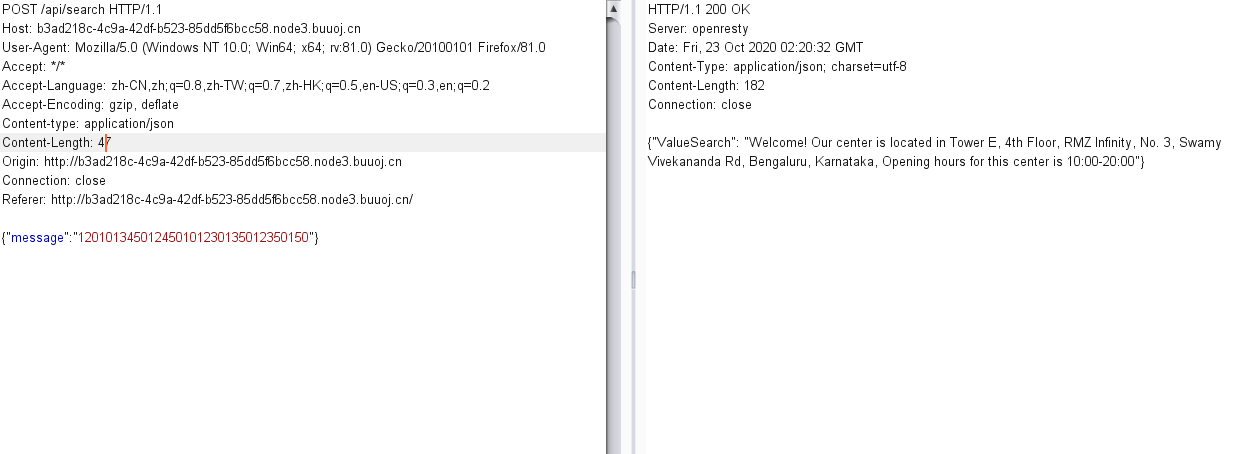 POST /api/search HTTP/1.1
Host: b3ad218c-4c9a-42df-b523-85dd5f6bcc58.node3.buuoj.cn
User-Agent: Mozilla/5.0 (Windows NT 10.0; Win64; x64; rv:81.0) Gecko/20100101 Firefox/81.0
Accept: */*
Accept-Language: zh-CN,zh;q=0.8,zh-TW;q=0.7,zh-HK;q=0.5,en-US;q=0.3,en;q=0.2
Accept-Encoding: gzip, deflate
Content-type: application/json
Content-Length: 47
Origin: http://b3ad218c-4c9a-42df-b523-85dd5f6bcc58.node3.buuoj.cn
Connection: close
Referer: http://b3ad218c-4c9a-42df-b523-85dd5f6bcc58.node3.buuoj.cn/
{"message":"120101345012450101230135012350150"}
HTTP/1.1 200 OK
Server: openresty
Date: Fri, 23 Oct 2020 02:20:32 GMT
Content-Type: application/json; charset=utf-8
Content-Length: 182
Connection: close
{"ValueSearch": "Welcome! Our center is located in Tower E, 4th Floor, RMZ Infinity, No. 3, Swamy
Vivekananda Rd, Bengaluru, Karnataka, Opening hours for this center is 10:00-20:00"}